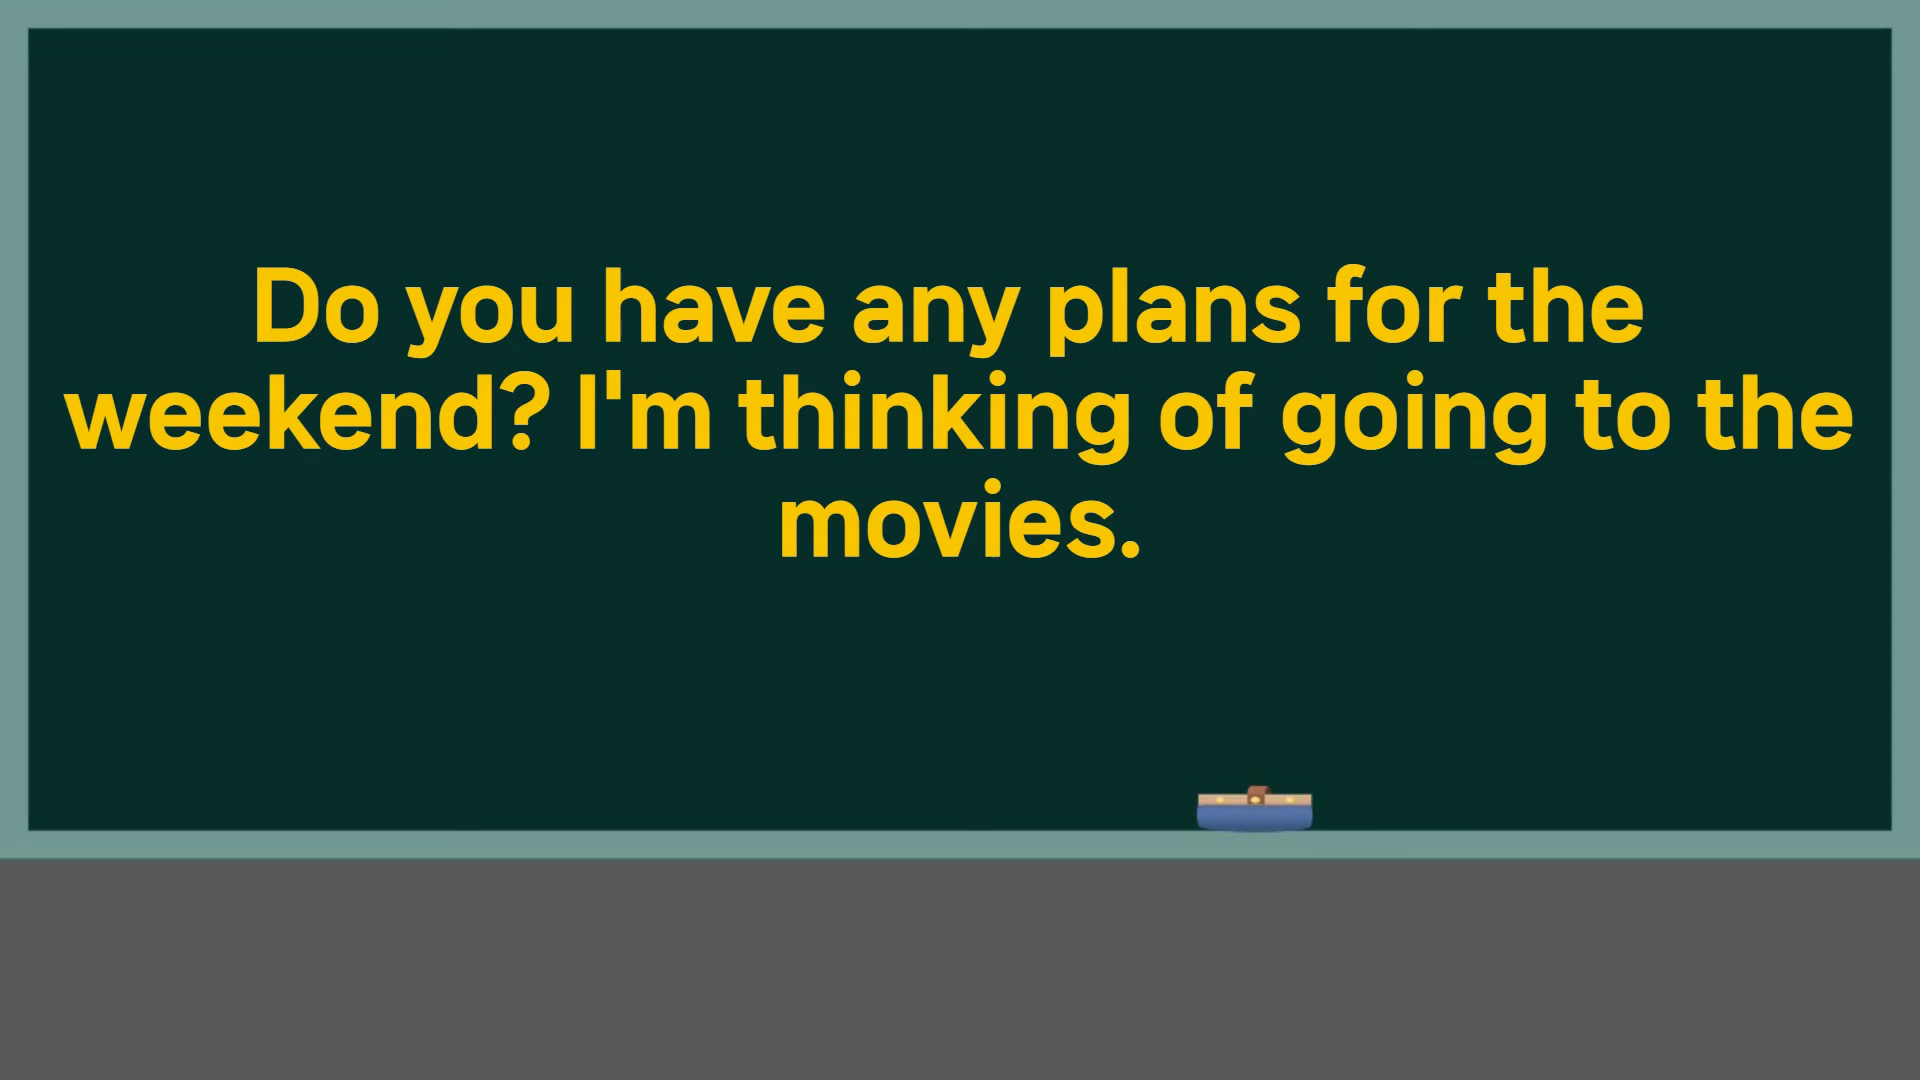 Do you have any plans for the
weekend? I'm thinking of going to the
movies.